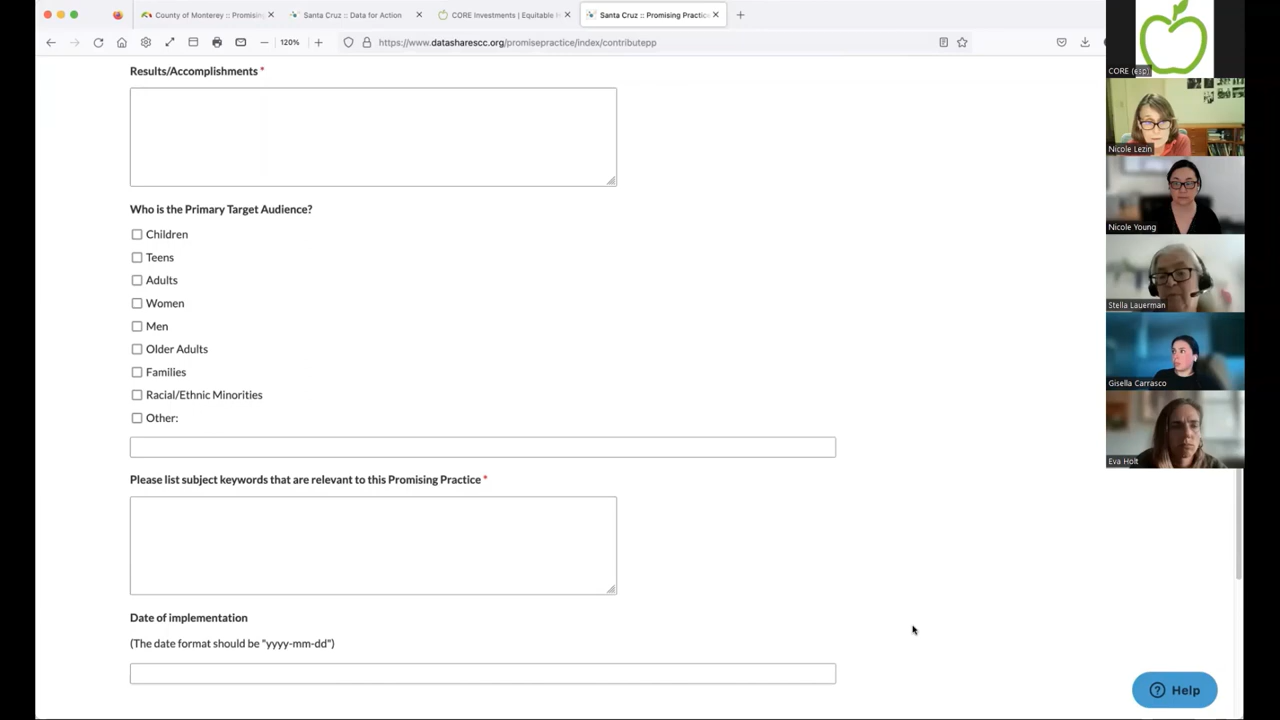 County of Monterey :: Promising
Santa Cruz :: Data for Action
CORE Investments | Equitable
Santa Cruz :: Promising Practic
120%
https://www.datasharescc.org/promisepractice/index/contributepp
Results/Accomplishments *
Who is the Primary Target Audience?
Children
Teens
Adults
Women
Men
Older Adults
Families
Racial/Ethnic Minorities
Other:
Please list subject keywords that are relevant to this Promising Practice *
Date of implementation
(The date format should be "yyyy-mm-dd")
Help
CORE (esp)
Nicole Lezin
Nicole Young
Stella Lauerman
Gisella Carrasco
Eva Holt